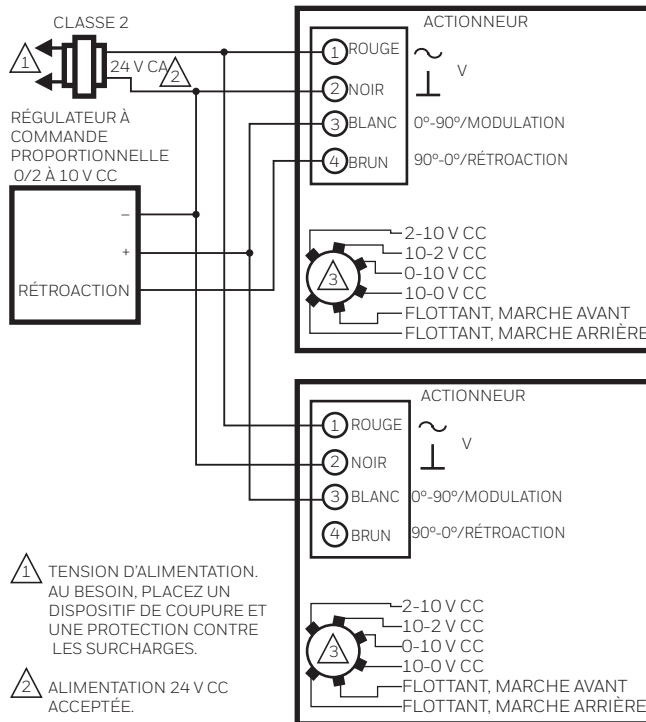 CLASSE 2
1
24 V CA
2
RÉGULATEUR À
COMMANDE
PROPORTIONNELLE
0/2 À 10 V CC
–
+
RÉTROACTION
ACTIONNEUR
1 ROUGE
V
2 NOIR
3 BLANC 0°-90°/MODULATION
4 BRUN 90°-0°/RÉTROACTION
3
2-10 V CC
10-2 V CC
0-10 V CC
10-0 V CC
FLOTTANT, MARCHE AVANT
FLOTTANT, MARCHE ARRIÈRE
ACTIONNEUR
1 ROUGE
V
2 NOIR
3 BLANC 0°-90°/MODULATION
4 BRUN 90°-0°/RÉTROACTION
3
2-10 V CC
10-2 V CC
0-10 V CC
10-0 V CC
FLOTTANT, MARCHE AVANT
FLOTTANT, MARCHE ARRIÈRE
1 TENSION D'ALIMENTATION.
AU BESOIN, PLACEZ UN
DISPOSITIF DE COUPURE ET
UNE PROTECTION CONTRE
LES SURCHARGES.
2 ALIMENTATION 24 V CC
ACCEPTÉE.